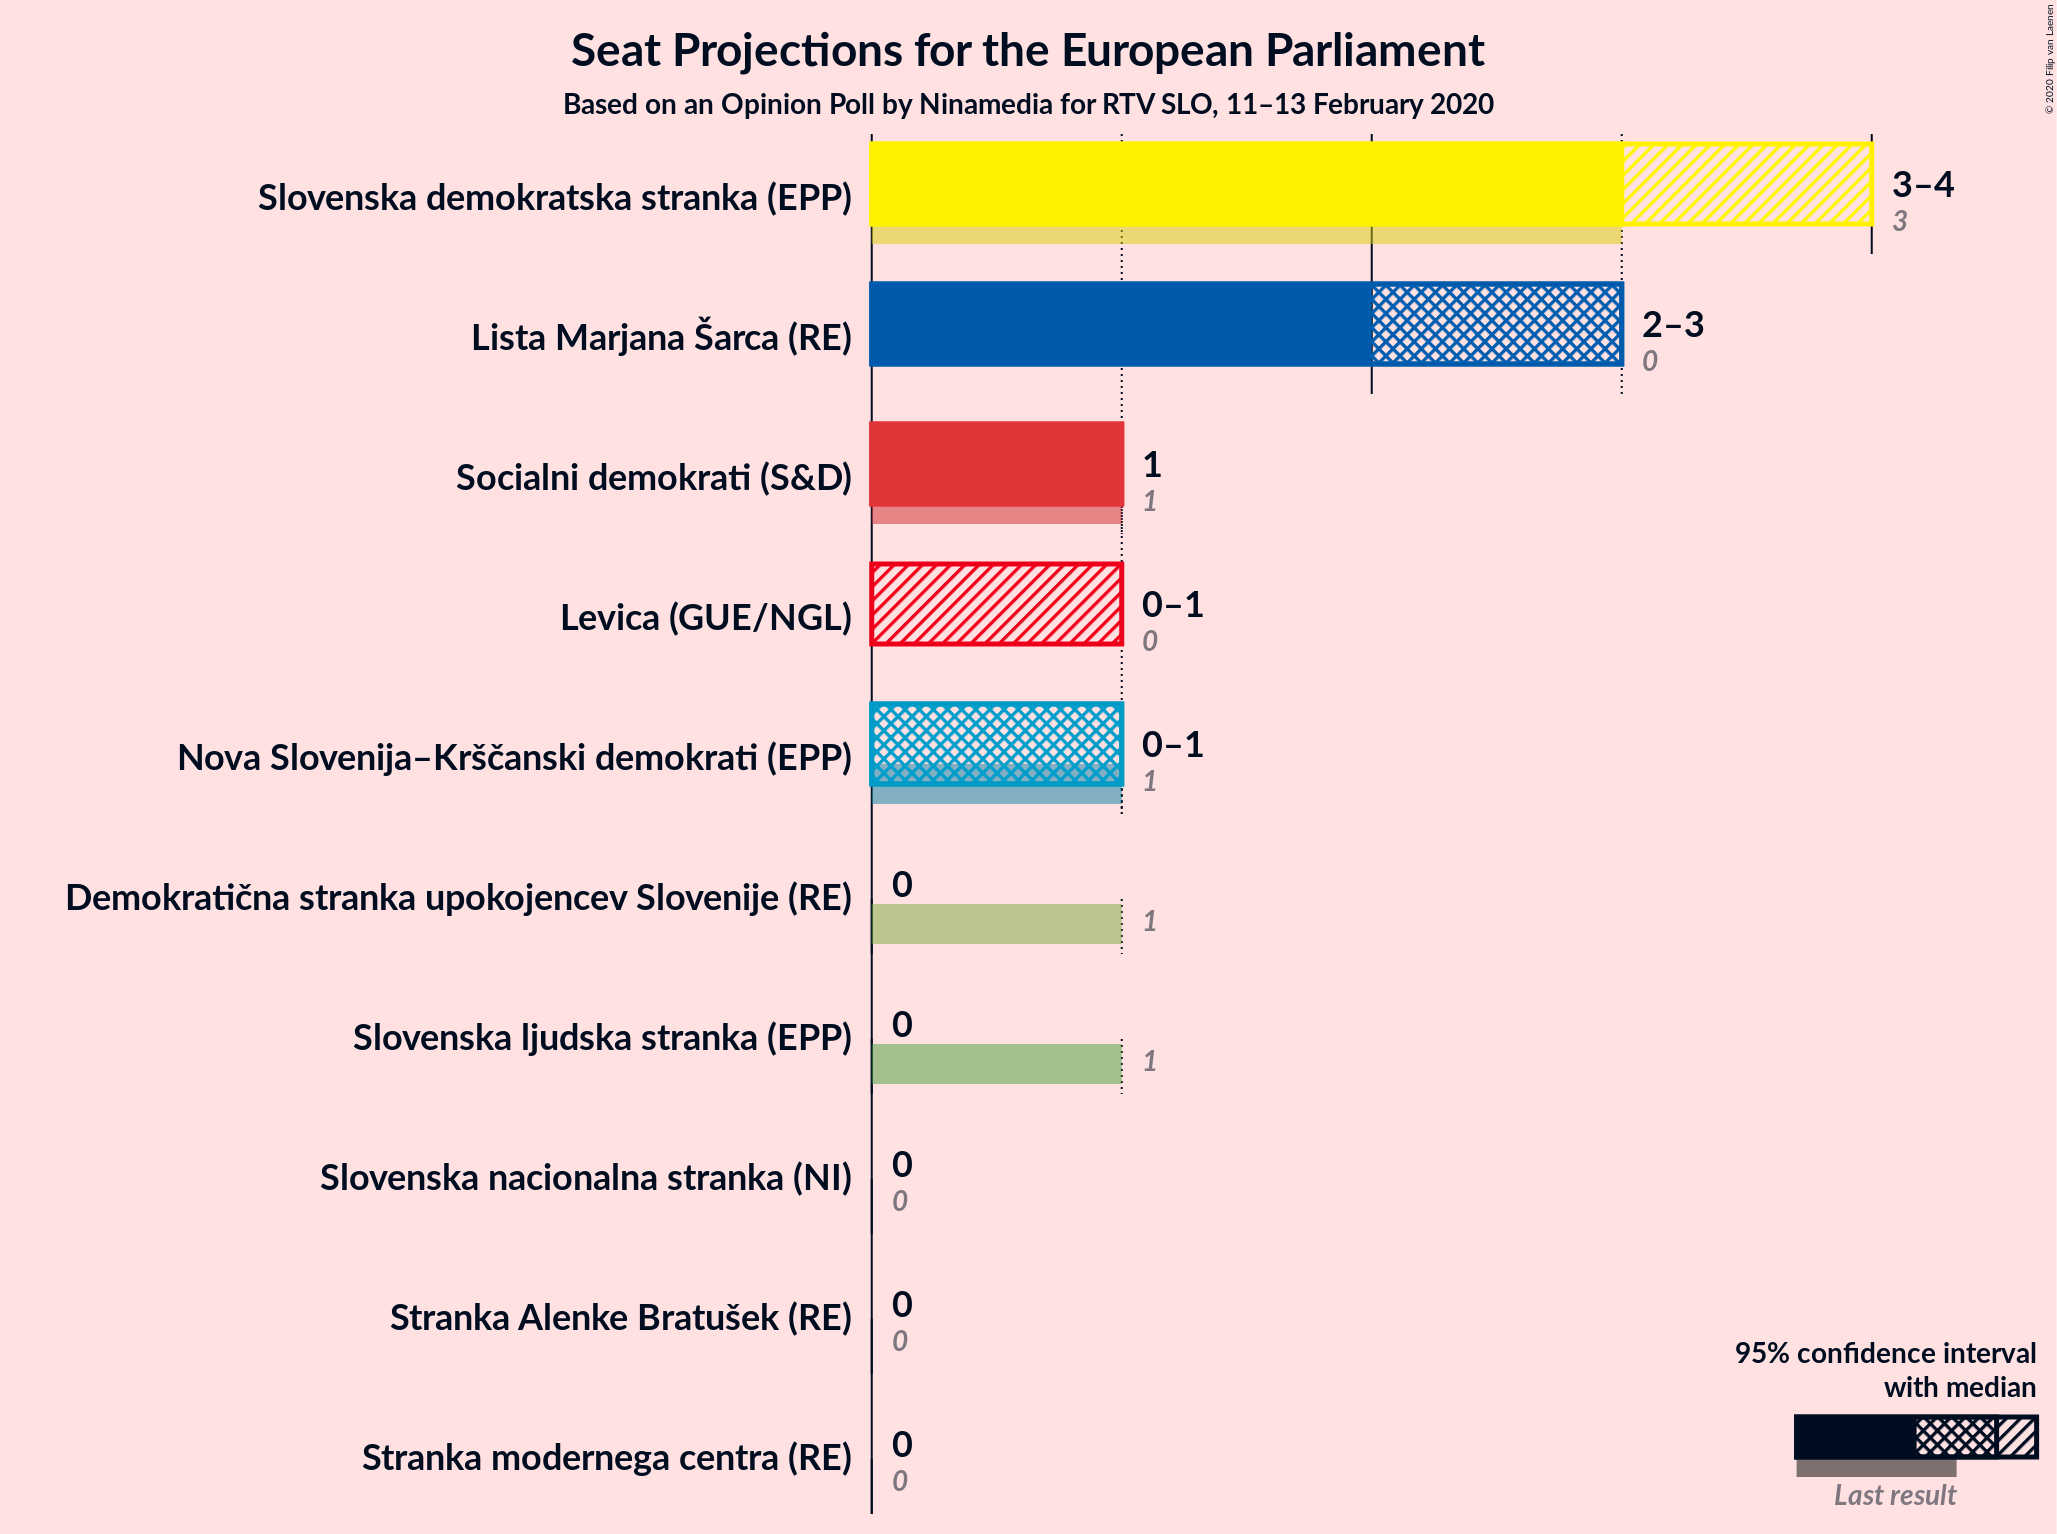 Seat Projections for the European Parliament
Based on an Opinion Poll by Ninamedia for RTV SLO, 11–13 February 2020
© 2020 Filip van Laenen
Slovenska demokratska stranka (EPP)
3–4
3
Lista Marjana Šarca (RE)
2–3
0
Socialni demokrati (S&D)
1
1
Levica (GUE/NGL)
0–1
0
Nova Slovenija–Krščanski demokrati (EPP)
0–1
1
Demokratična stranka upokojencev Slovenije (RE)
0
1
Slovenska ljudska stranka (EPP)
0
1
Slovenska nacionalna stranka (NI)
0
0
Stranka Alenke Bratušek (RE)
0
0
Stranka modernega centra (RE)
0
0
95% confidence interval
with median
Last result